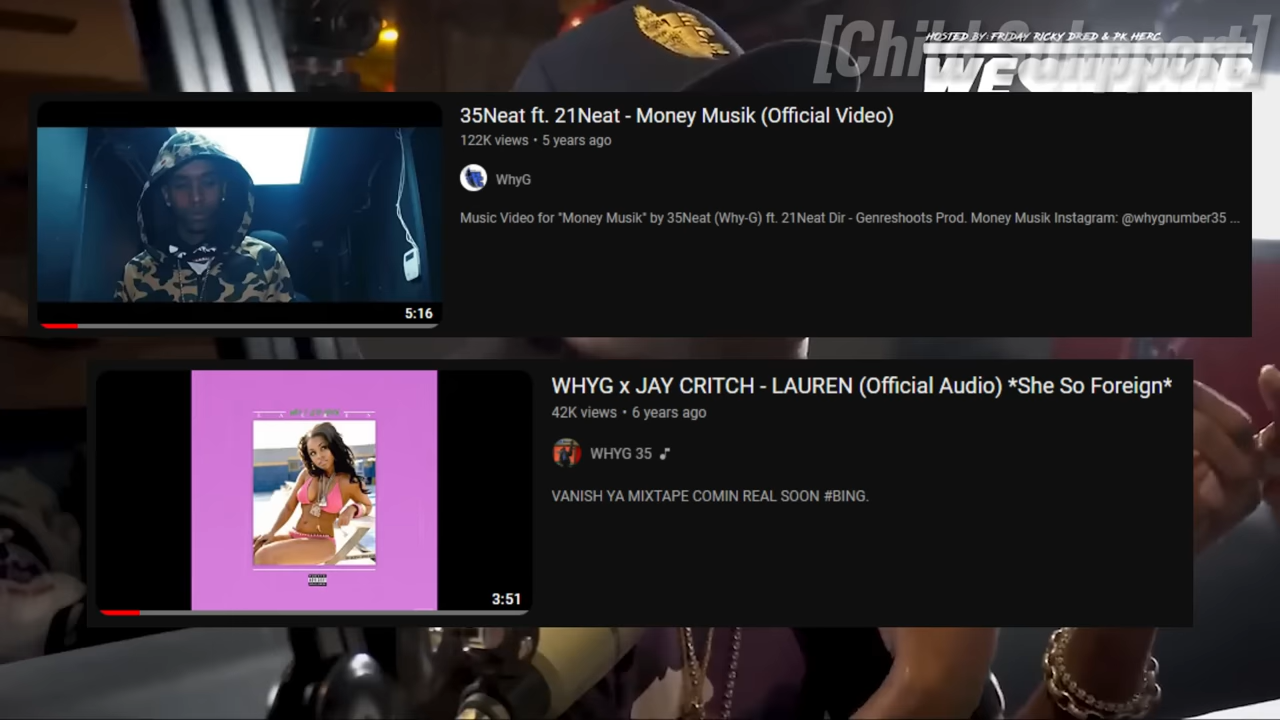 HOSTED BY: FRIDAY RICKY DRED & PK HERC
[Child Support]
35Neat ft. 21Neat - Money Musik (Official Video)
122K views • 5 years ago
WhyG
Music Video for "Money Musik" by 35Neat (Why-G) ft. 21Neat Dir - Genreshoots Prod. Money Musik Instagram: @whygnumber35 ...
5:16
WHYG x JAY CRITCH - LAUREN (Official Audio) *She So Foreign*
42K views • 6 years ago
WHYG 35
VANISH YA MIXTAPE COMIN REAL SOON #BING.
3:51